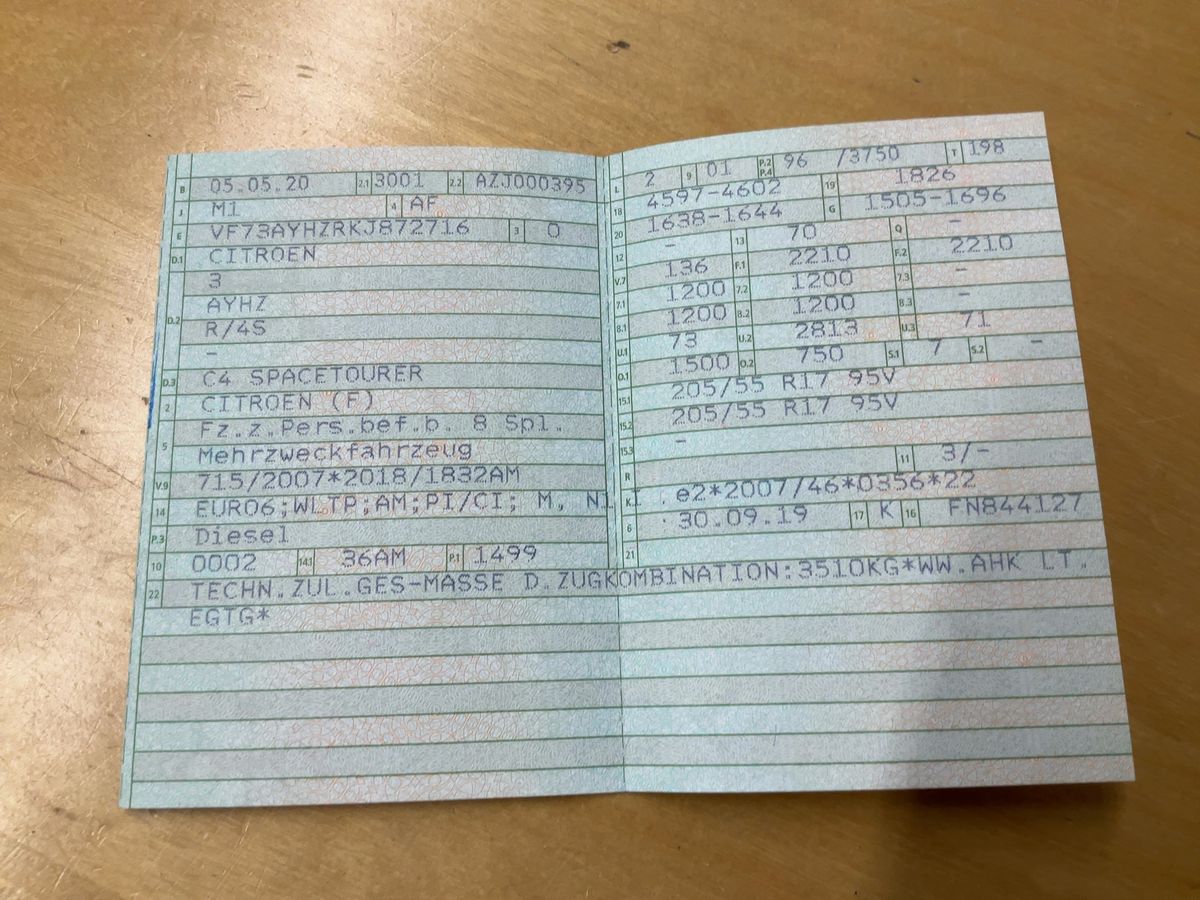 B 05.05.20 2.1 3001 2.2 AZJ000395
J M1 4 AF
E VF73AYHZRKJ872716 3 0
D.1 CITROEN
3
D.2 AYHZ
R/4S
-
D.3 C4 SPACETOURER
2 CITROEN (F)
5 Fz.z.Pers.bef.b. 8 Spl.
Mehrzweckfahrzeug
V.9 715/2007*2018/1832AM
14 EURO6;WLTP;AM;PI/CI; M, N1 I
P.3 Diesel
10 0002 14.1 36AM P.1 1499
L 2 9 01 P.2 P.4 96 /3750 T 198
18 4597-4602 19 1826
20 1638-1644 G 1505-1696
12 - 13 70 Q -
V.7 136 F.1 2210 F.2 2210
7.1 1200 7.2 1200 7.3 -
8.1 1200 8.2 1200 8.3 -
U.1 73 U.2 2813 U.3 71
O.1 1500 O.2 750 S.1 7 S.2 -
15.1 205/55 R17 95V
15.2 205/55 R17 95V
15.3 -
R 11 3/-
K e2*2007/46*0356*22
6 30.09.19 17 K 16 FN844127
21
22 TECHN.ZUL.GES-MASSE D.ZUGKOMBINATION:3510KG*WW.AHK LT.
EGTG*